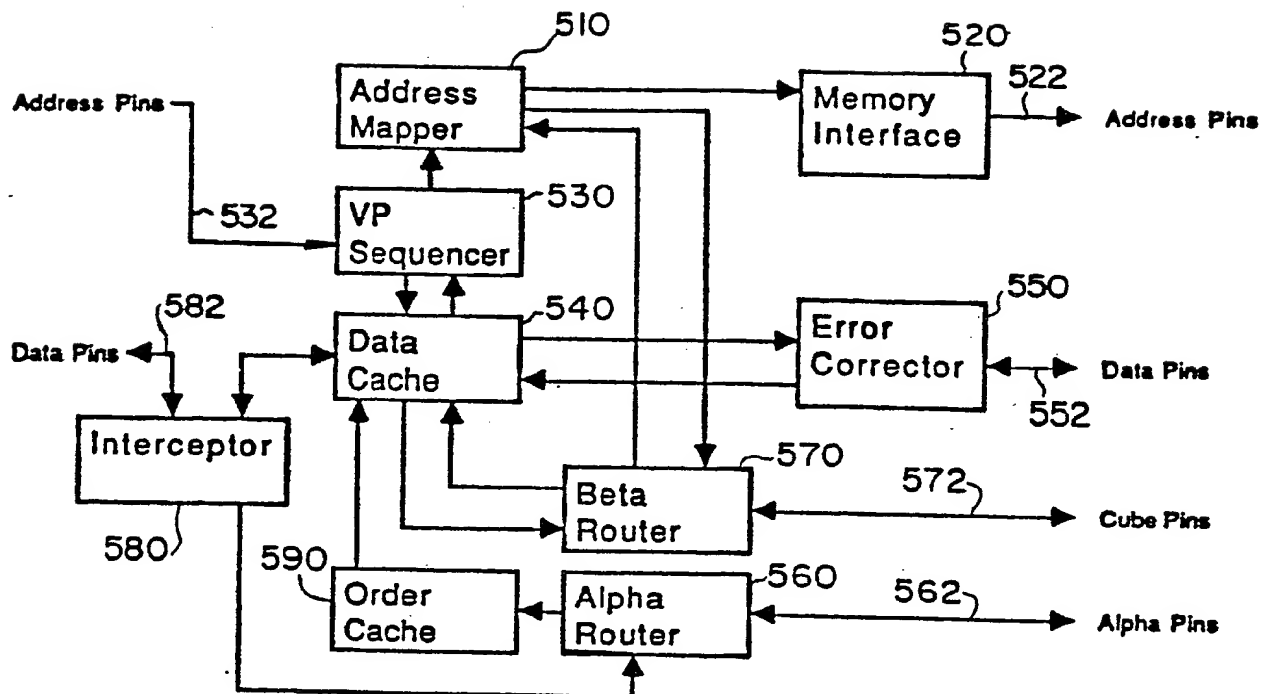 510
520
Address Pins
Address
Mapper
Memory
Interface
522
Address Pins
530
532
VP
Sequencer
582
540
550
Data Pins
Data
Cache
Error
Corrector
Data Pins
552
Interceptor
570
572
Beta
Router
Cube Pins
580
590
560
562
Order
Cache
Alpha
Router
Alpha Pins